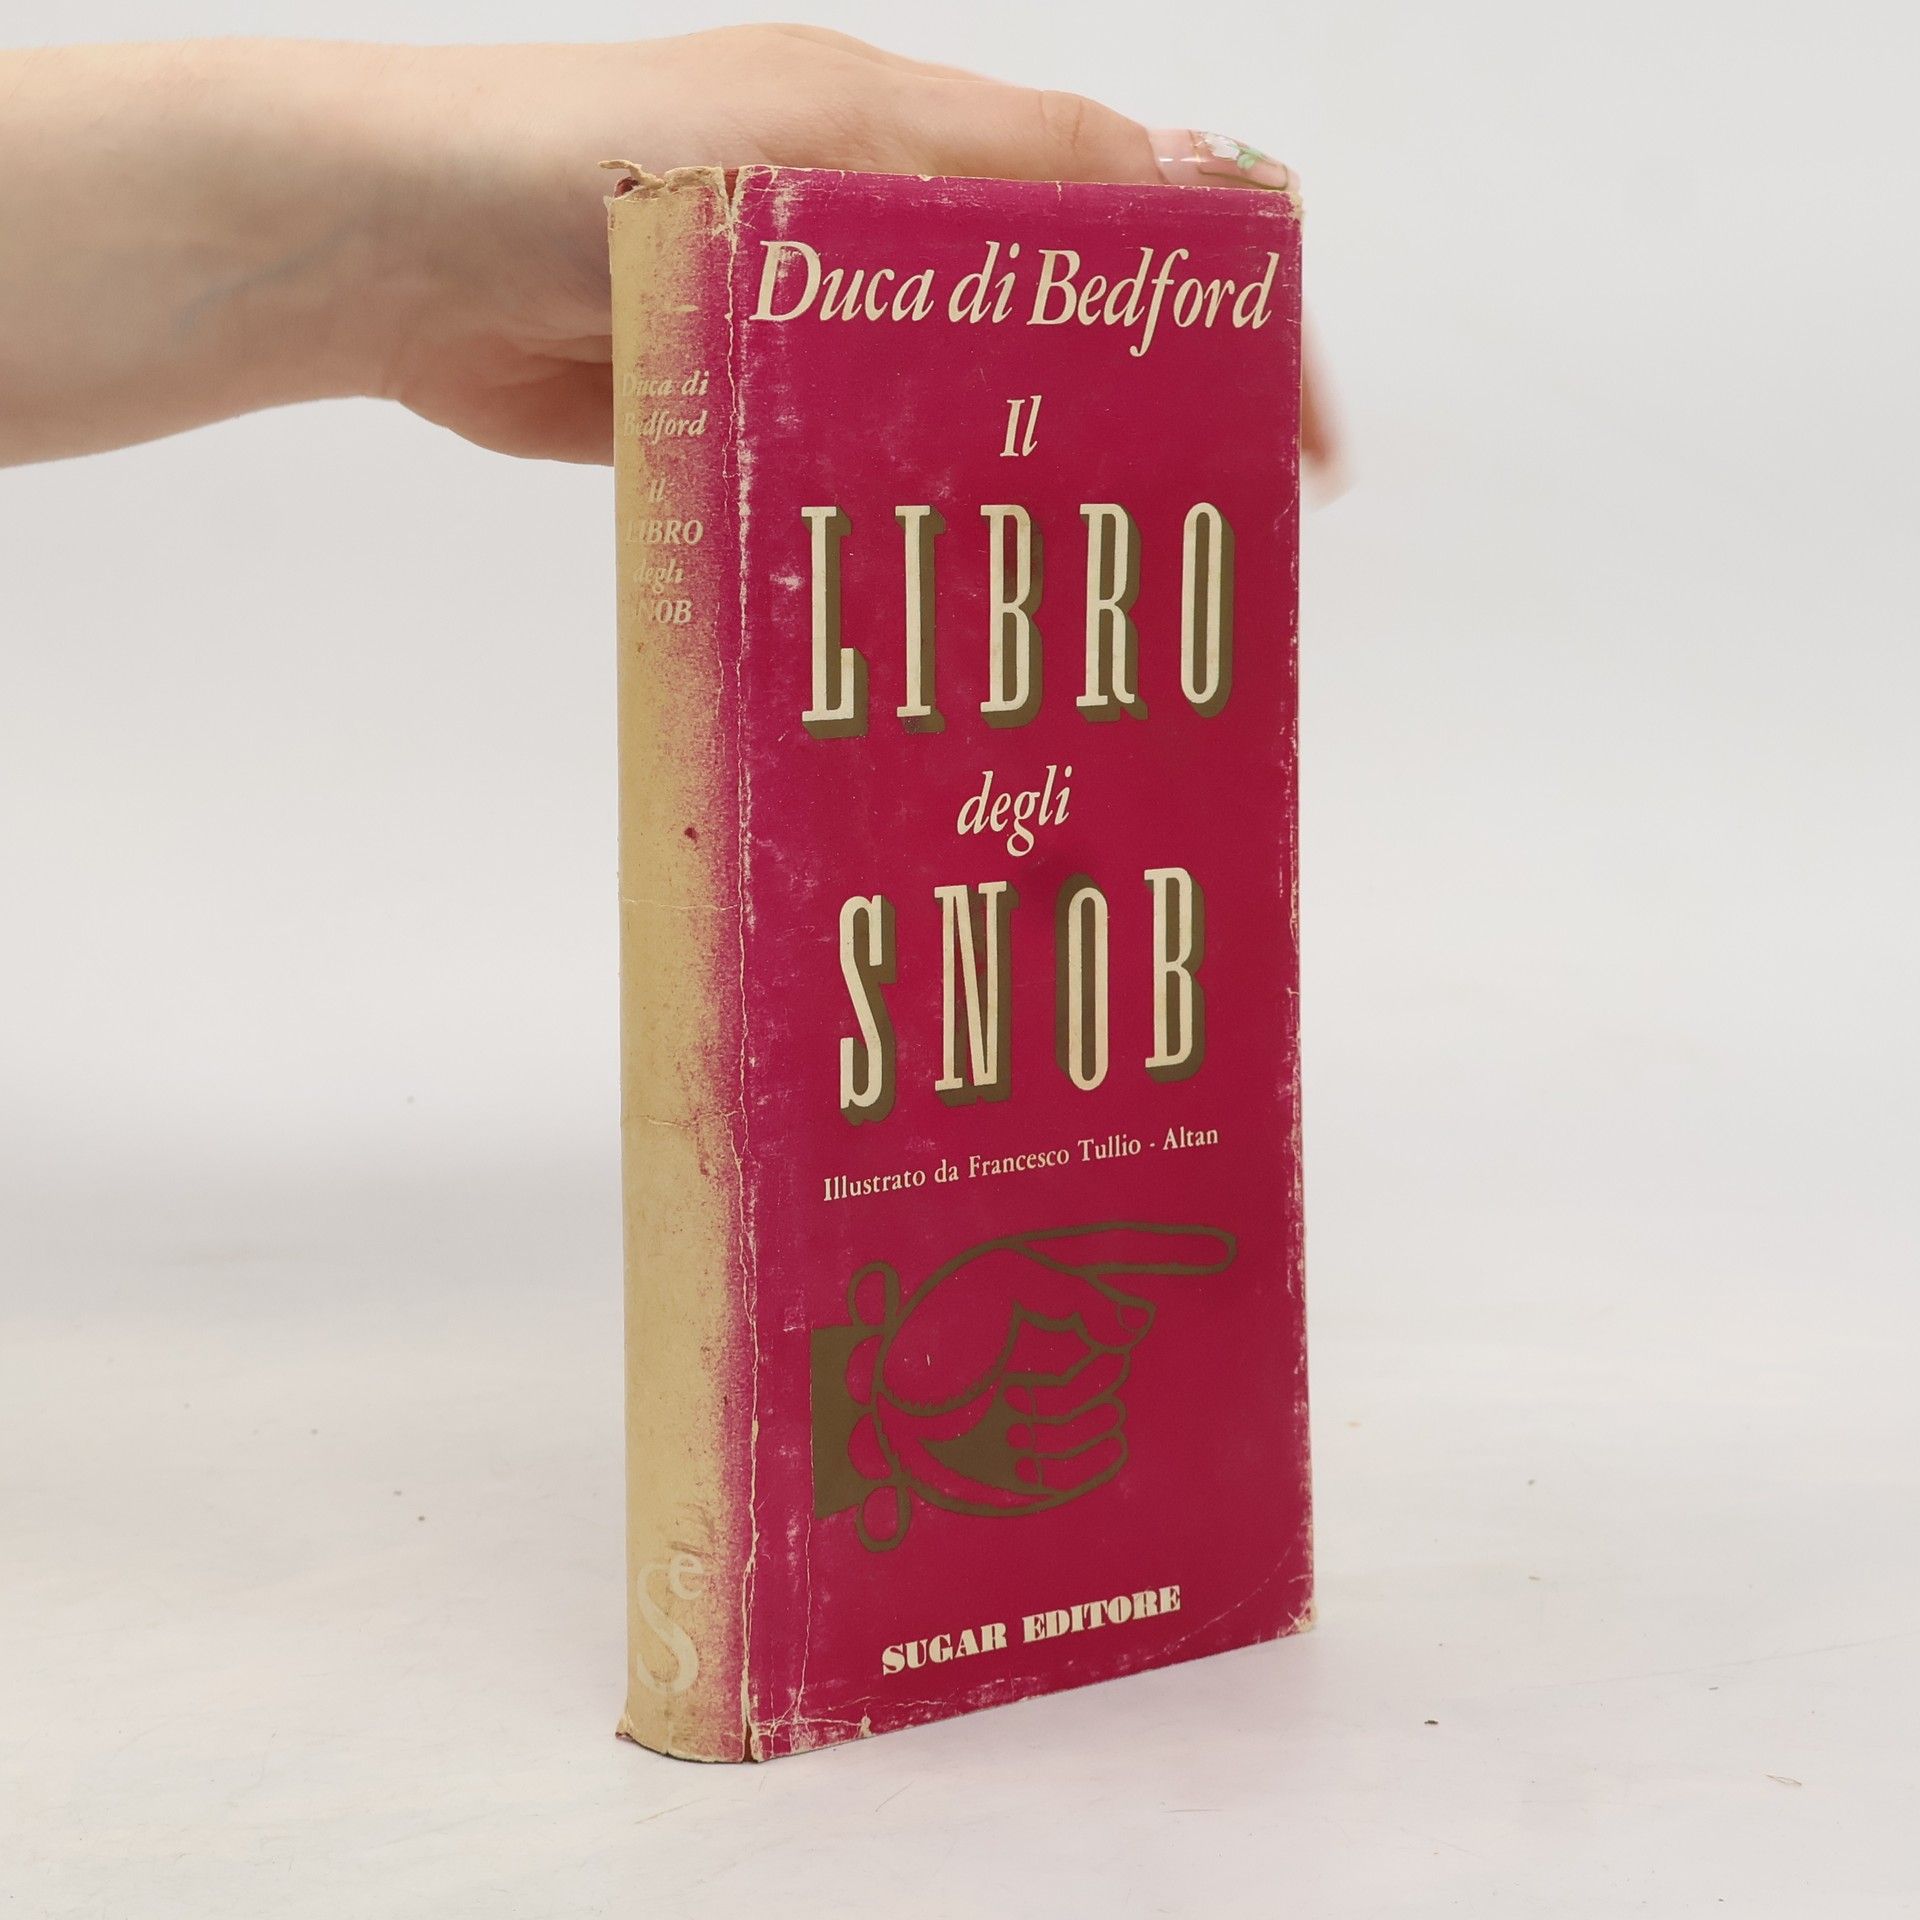 Duca di Bedford
Il
LIBRO
degli
SNOB
Illustrato da Francesco Tullio - Altan
SUGAR EDITORE
Duca di
Bedford
Il
LIBRO
degli
SNOB
Se